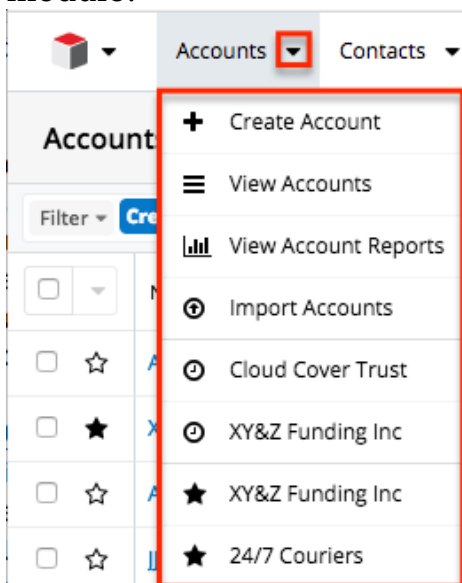 module.
Accounts Contacts
Accounts
Create Account
View Accounts
Filter Cre
View Account Reports
Import Accounts
Cloud Cover Trust
XY&Z Funding Inc
XY&Z Funding Inc
24/7 Couriers